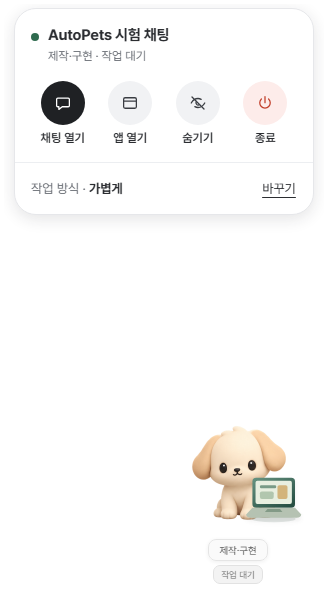 AutoPets 시험 채팅
제작·구현 · 작업 대기
채팅 열기
앱 열기
숨기기
종료
작업 방식 · 가볍게
바꾸기
제작·구현
작업 대기